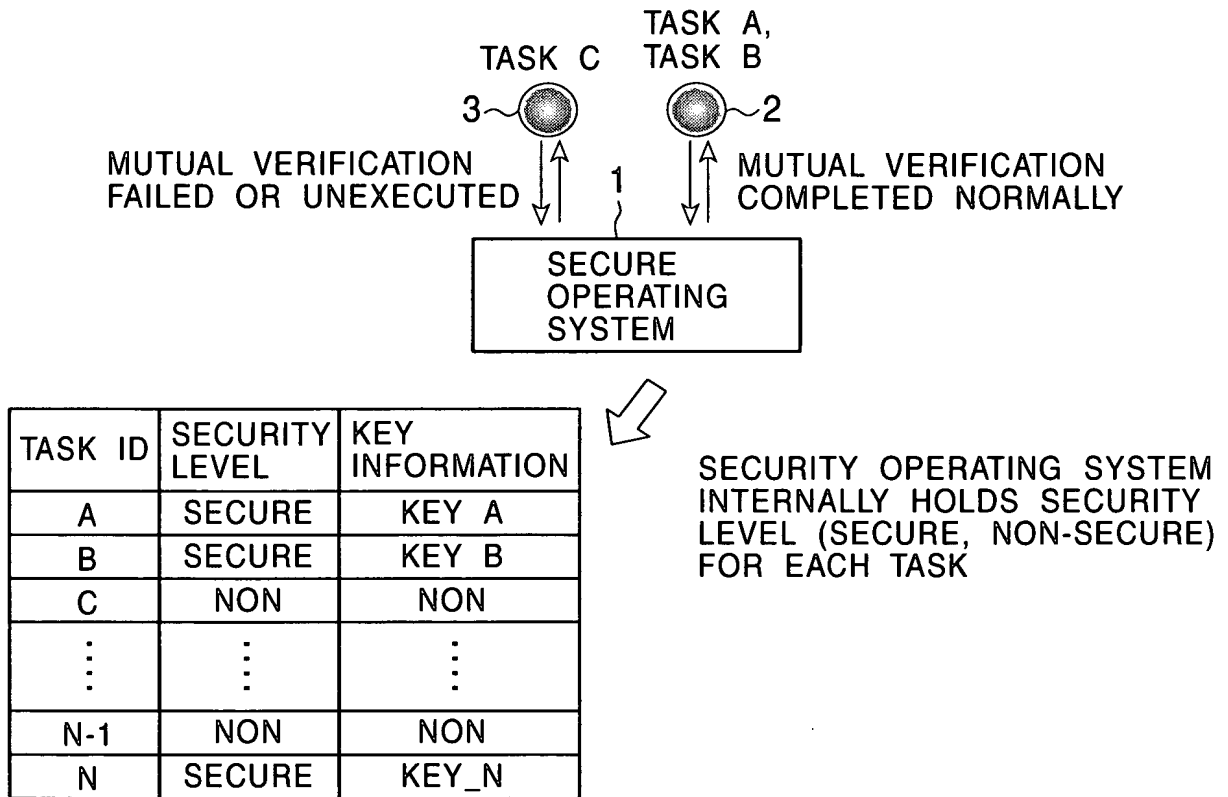 TASK C
TASK A,
TASK B
3
2
MUTUAL VERIFICATION
FAILED OR UNEXECUTED
1
MUTUAL VERIFICATION
COMPLETED NORMALLY
SECURE
OPERATING
SYSTEM
TASK ID
SECURITY
LEVEL
KEY
INFORMATION
A SECURE KEY A
B SECURE KEY B
C NON NON
⋮ ⋮ ⋮
N-1 NON NON
N SECURE KEY_N
SECURITY OPERATING SYSTEM
INTERNALLY HOLDS SECURITY
LEVEL (SECURE, NON-SECURE)
FOR EACH TASK